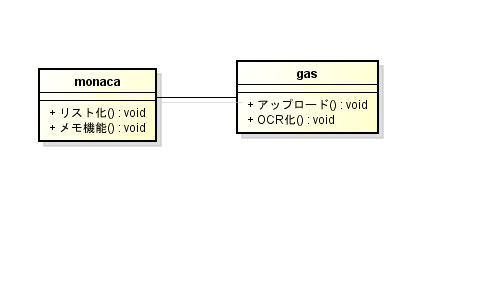 monaca
+ リスト化() : void
+ メモ機能() : void
gas
+ アップロード() : void
+ OCR化() : void